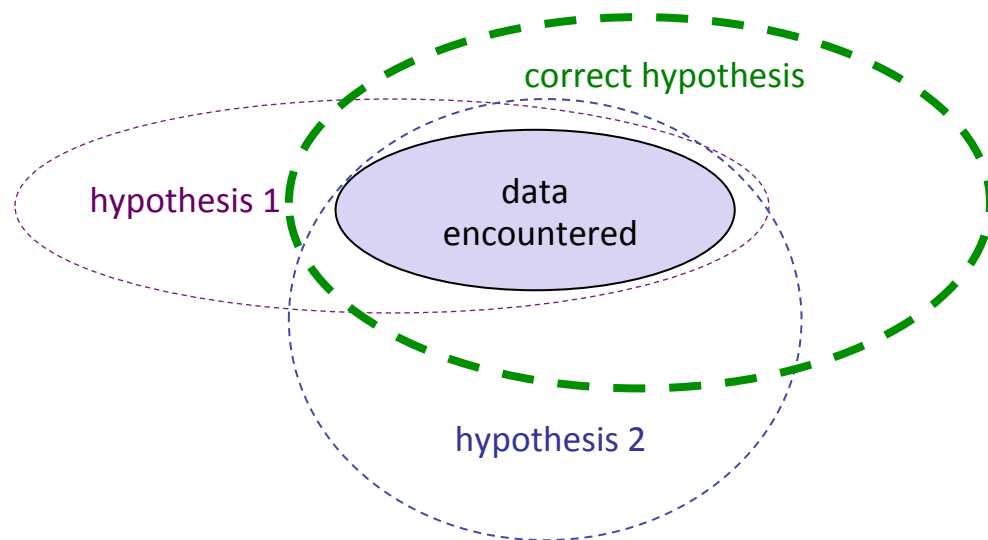 correct hypothesis
hypothesis 1
data
encountered
hypothesis 2